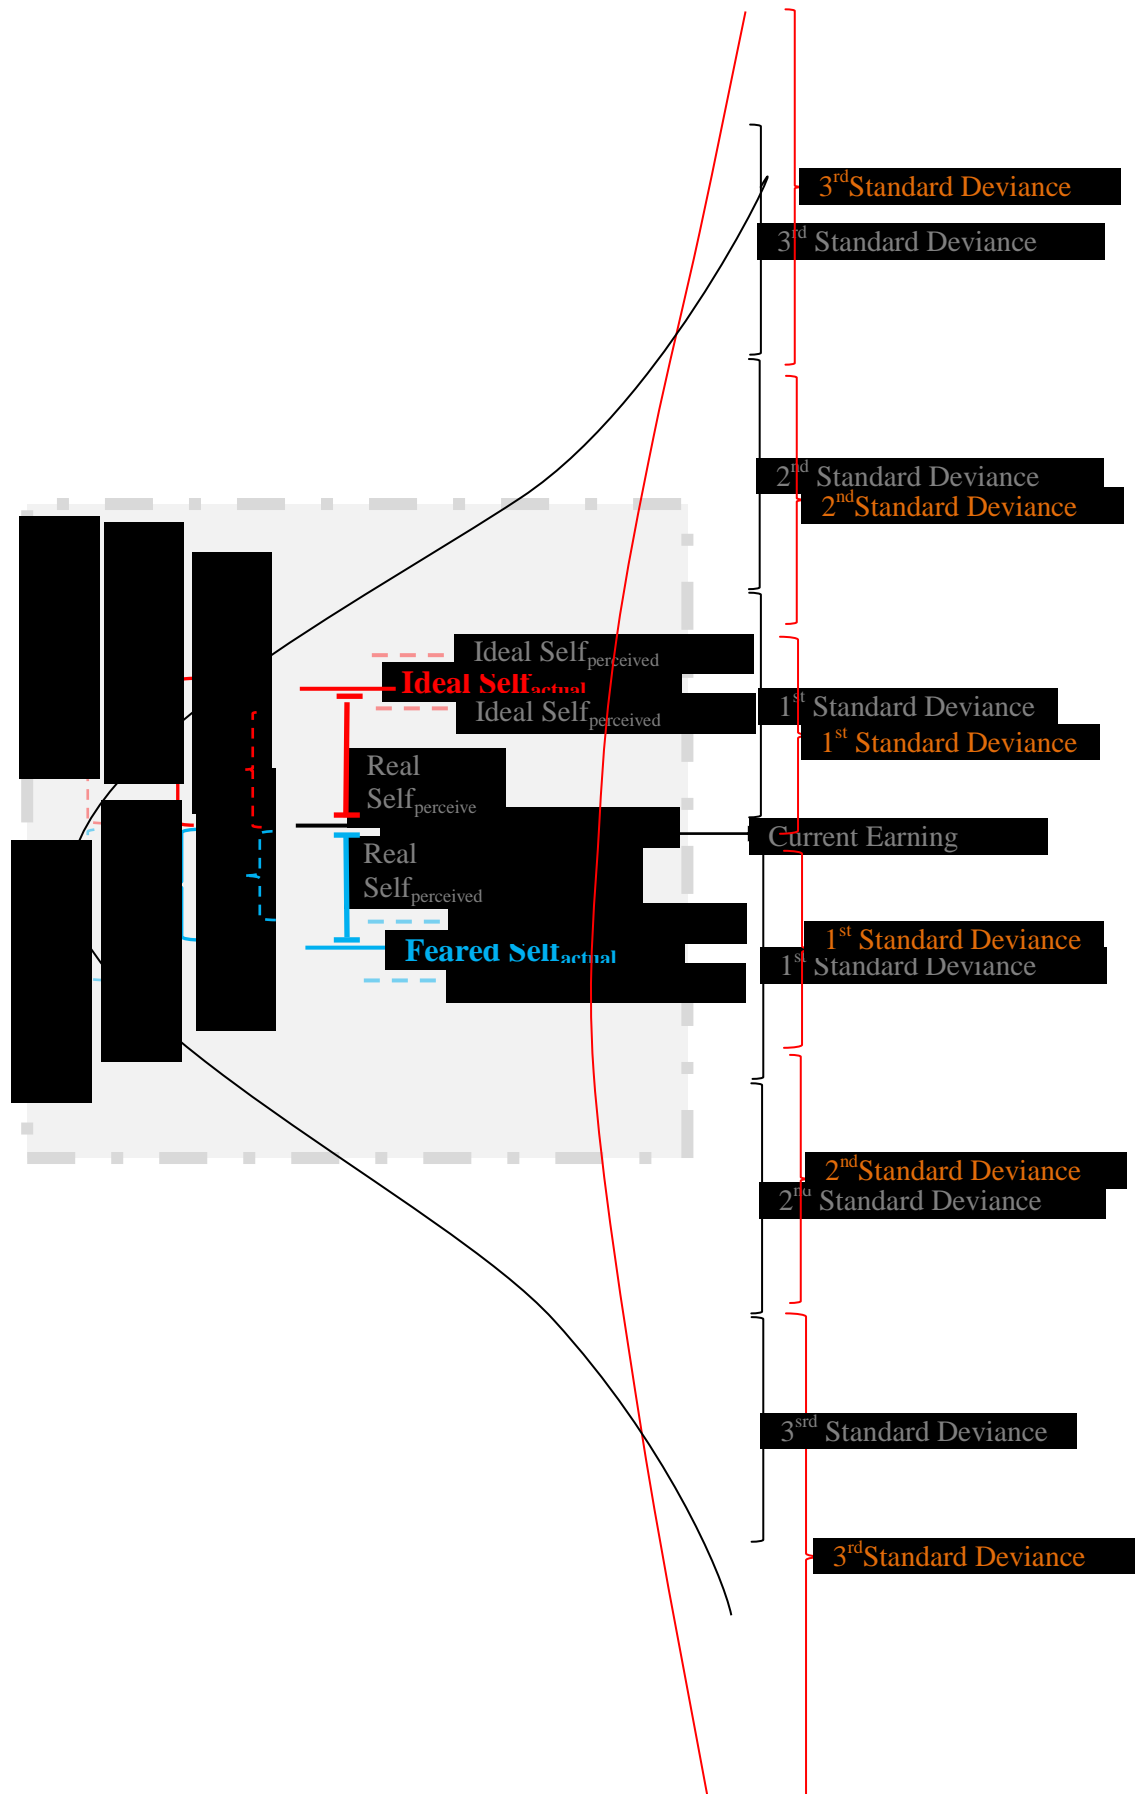 3rdStandard Deviance
3rd Standard Deviance
2nd Standard Deviance
2ndStandard Deviance
Ideal Selfperceived
Ideal Selfactual
Ideal Selfperceived
1st Standard Deviance
1st Standard Deviance
Real
Selfperceive
Current Earning
Real
Selfperceived
Feared Selfactual
1st Standard Deviance
1st Standard Deviance
2ndStandard Deviance
2nd Standard Deviance
3srd Standard Deviance
3rdStandard Deviance